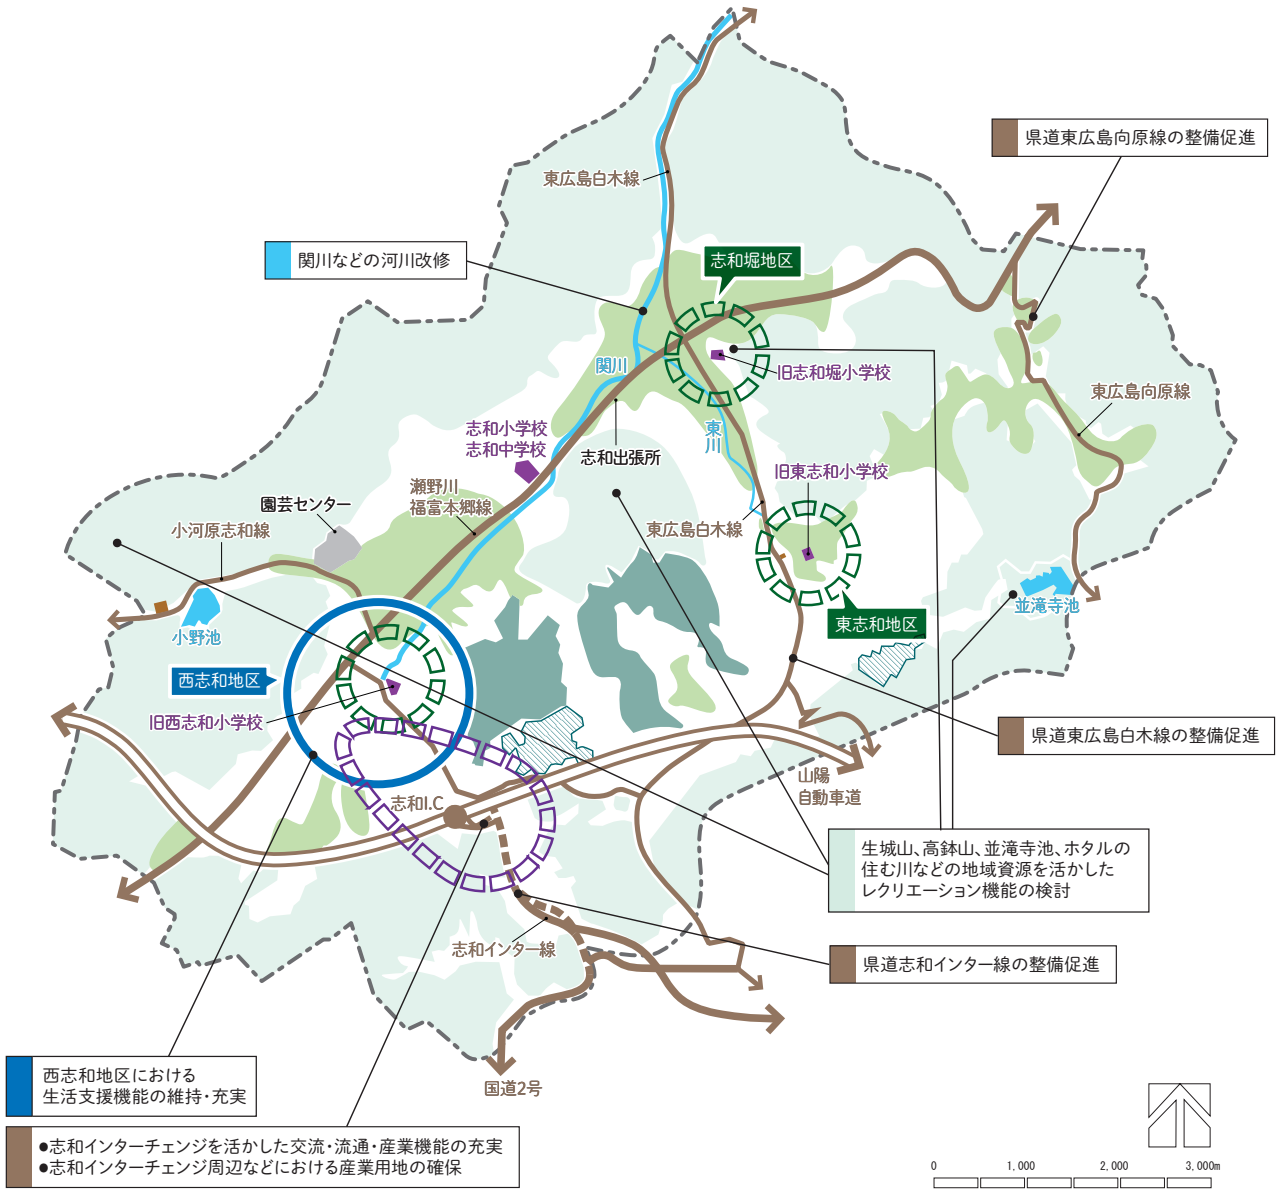 県道東広島向原線の整備促進
東広島白木線
関川などの河川改修
志和堀地区
関川
旧志和堀小学校
東広島向原線
東川
志和小学校
志和中学校
志和出張所
旧東志和小学校
瀬野川
福富本郷線
園芸センター
小河原志和線
東広島白木線
小野池
並滝寺池
東志和地区
西志和地区
旧西志和小学校
県道東広島白木線の整備促進
山陽
自動車道
志和I.C
生城山、高鉢山、並滝寺池、ホタルの
住む川などの地域資源を活かした
レクリエーション機能の検討
志和インター線
県道志和インター線の整備促進
国道2号
西志和地区における
生活支援機能の維持・充実
●志和インターチェンジを活かした交流・流通・産業機能の充実
●志和インターチェンジ周辺などにおける産業用地の確保
0 1,000 2,000 3,000m